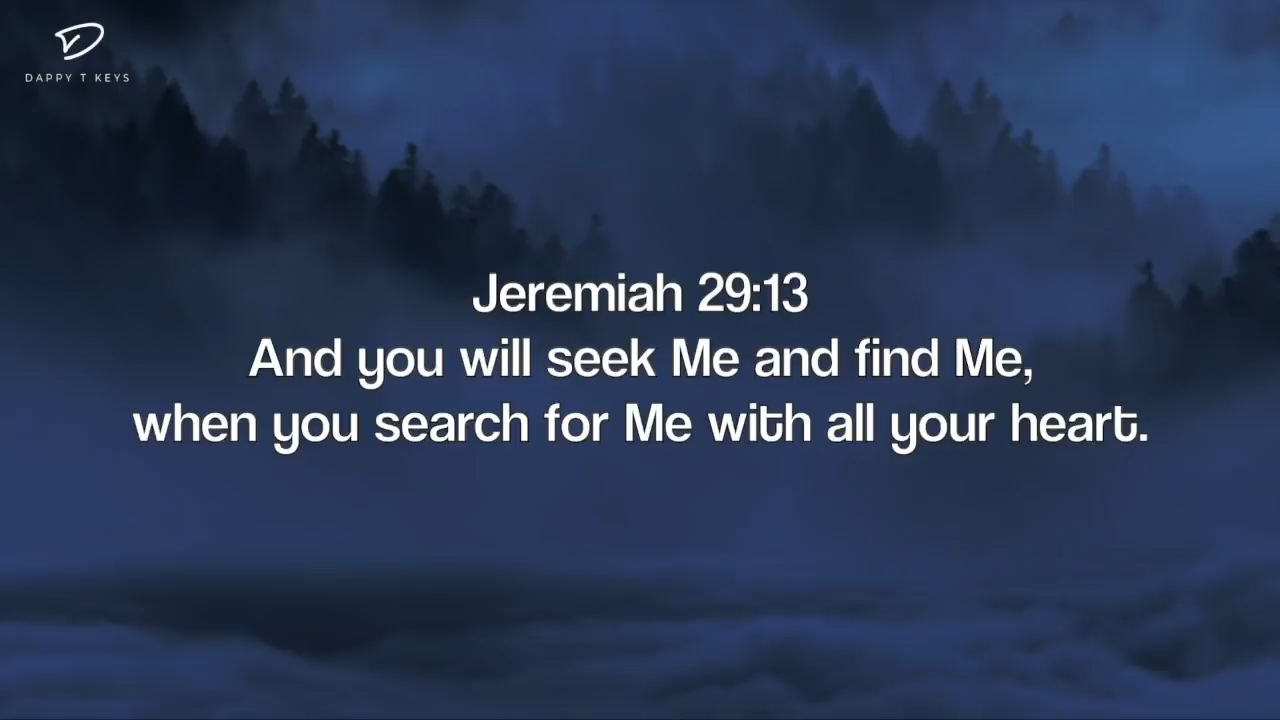 DAPPY T KEYS
Jeremiah 29:13
And you will seek Me and find Me,
when you search for Me with all your heart.